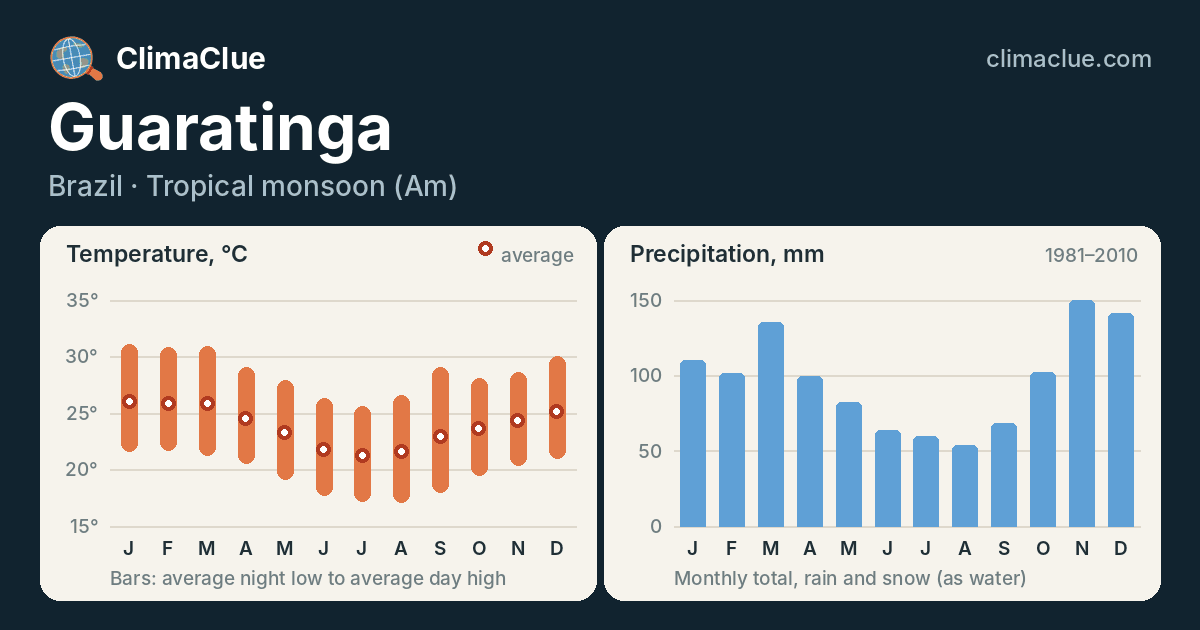 ClimaClue
climaclue.com
Guaratinga
Brazil · Tropical monsoon (Am)
Temperature, °C
average
35°
30°
25°
20°
15°
J F M A M J J A S O N D
Bars: average night low to average day high
Precipitation, mm
1981–2010
150
100
50
0
J F M A M J J A S O N D
Monthly total, rain and snow (as water)